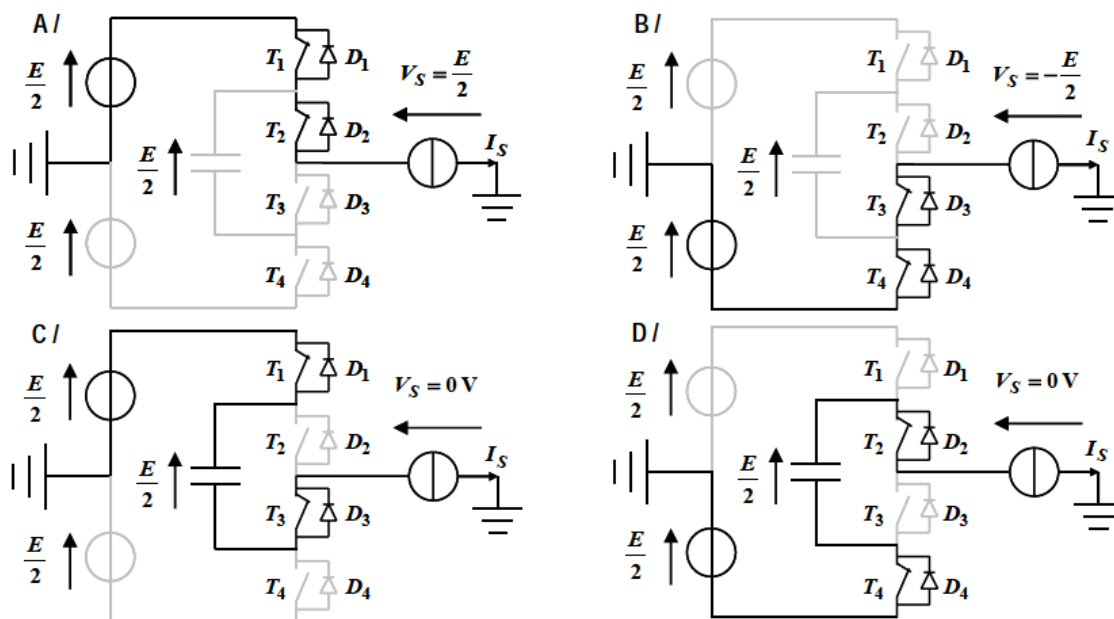 A /
E/2
E/2
E/2
T1 D1
T2 D2
T3 D3
T4 D4
VS = E/2
IS
B /
E/2
E/2
E/2
T1 D1
T2 D2
T3 D3
T4 D4
VS = -E/2
IS
C /
E/2
E/2
E/2
T1 D1
T2 D2
T3 D3
T4 D4
VS = 0 V
IS
D /
E/2
E/2
E/2
T1 D1
T2 D2
T3 D3
T4 D4
VS = 0 V
IS